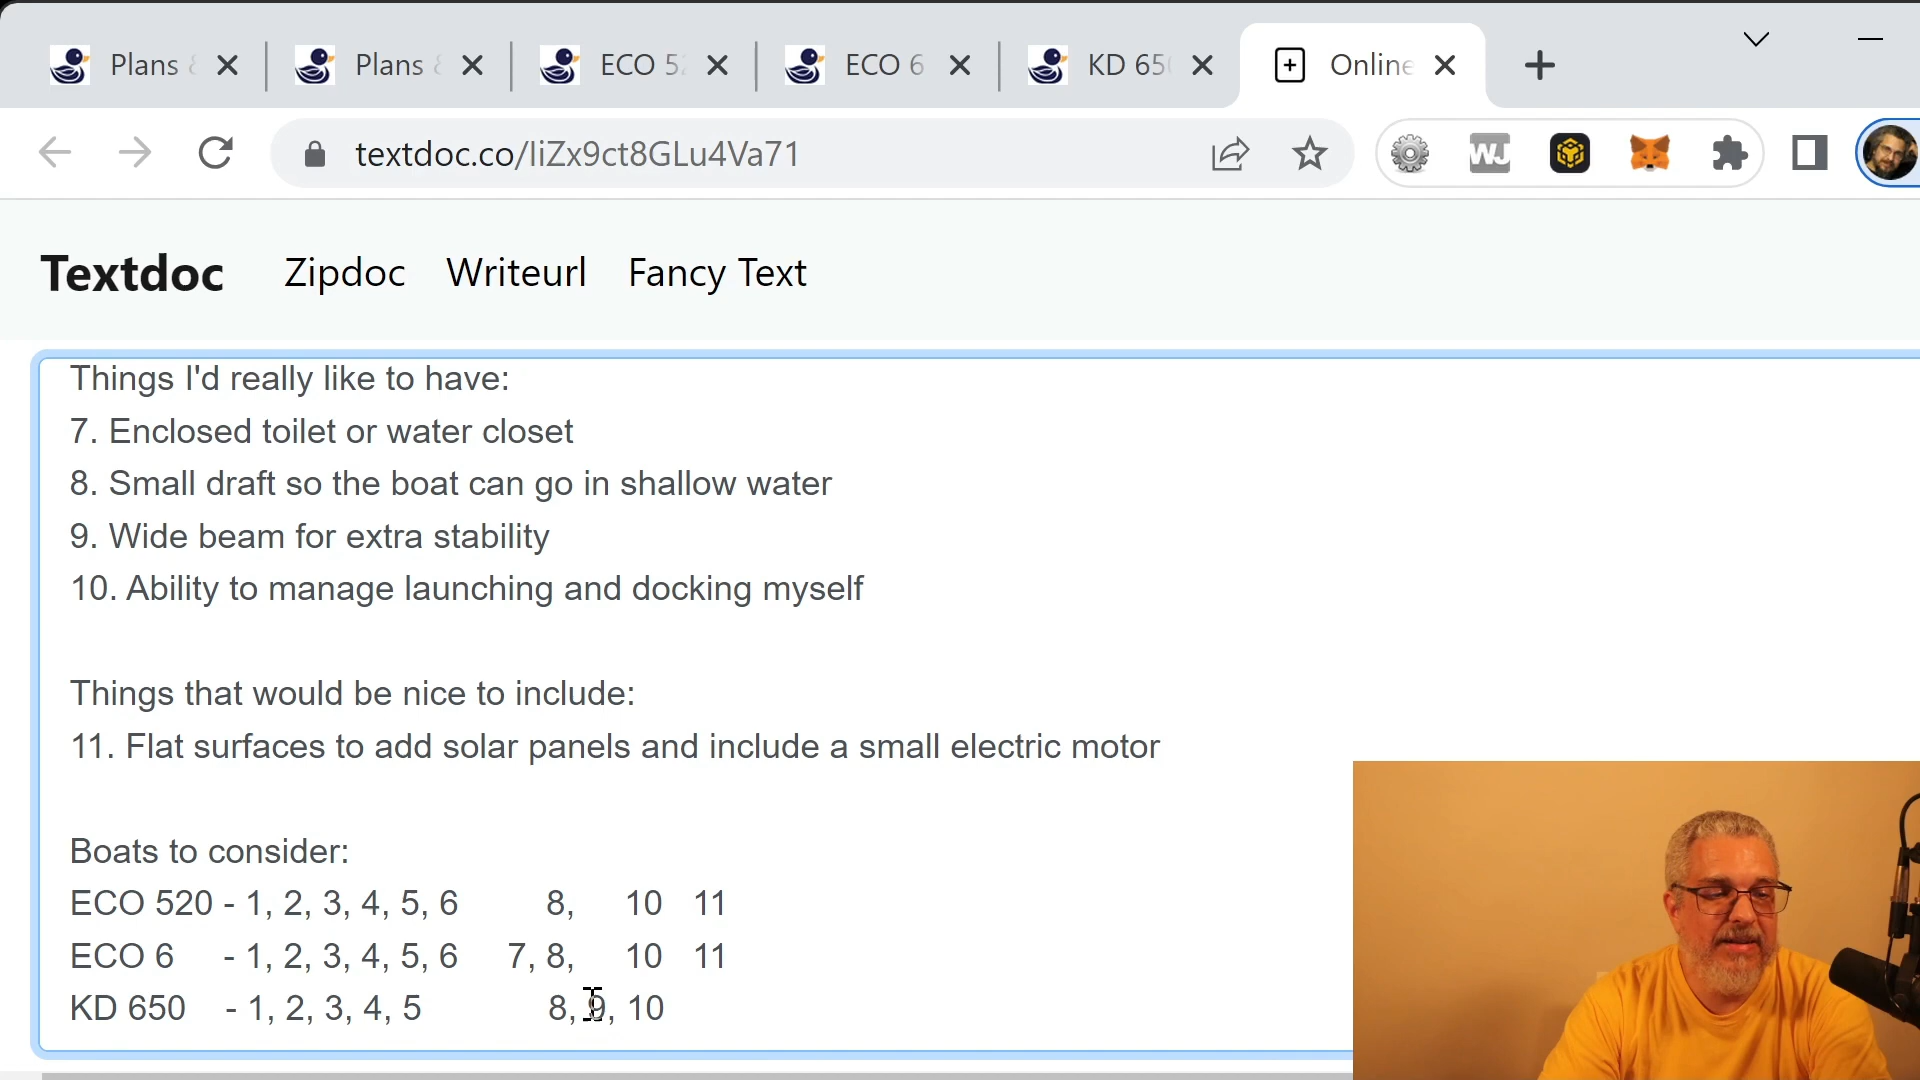 Plans
Plans
ECO 52
ECO 6
KD 650
Online
textdoc.co/liZx9ct8GLu4Va71
WJ
Textdoc Zipdoc Writeurl Fancy Text
Things I'd really like to have:
7. Enclosed toilet or water closet
8. Small draft so the boat can go in shallow water
9. Wide beam for extra stability
10. Ability to manage launching and docking myself
Things that would be nice to include:
11. Flat surfaces to add solar panels and include a small electric motor
Boats to consider:
ECO 520 - 1, 2, 3, 4, 5, 6 8, 10 11
ECO 6 - 1, 2, 3, 4, 5, 6 7, 8, 10 11
KD 650 - 1, 2, 3, 4, 5 8, 9, 10